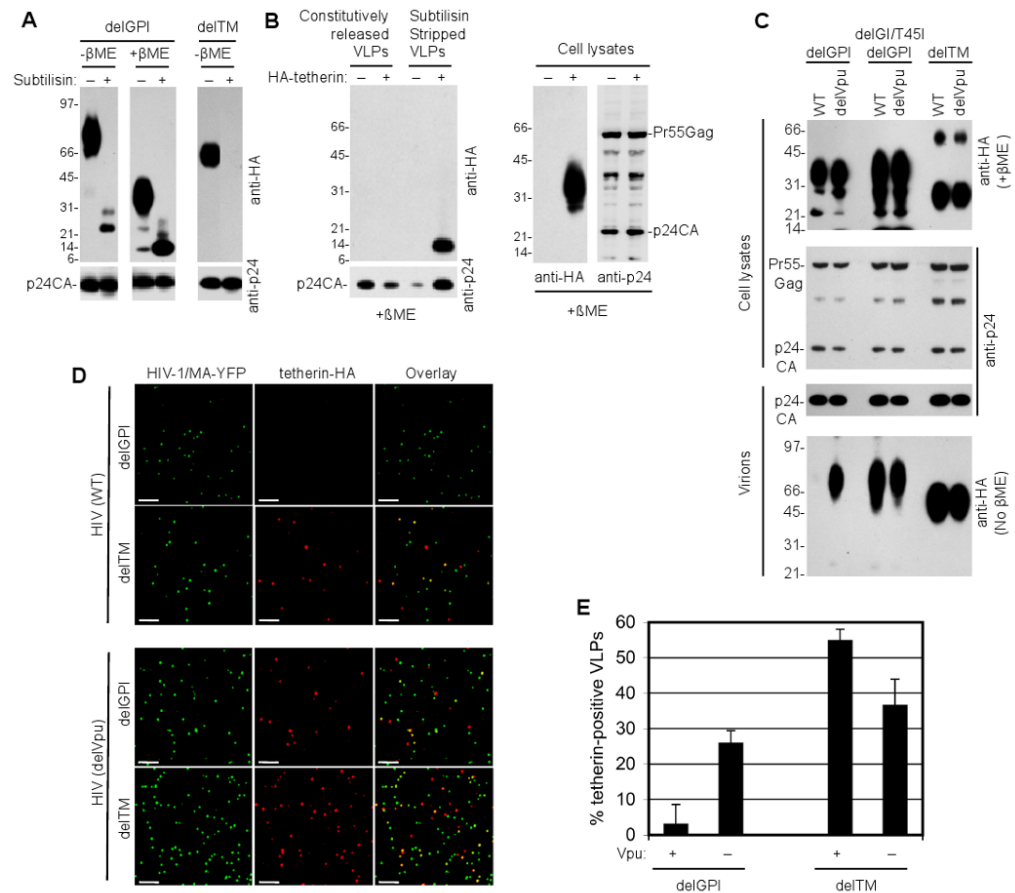 A
delGPI
delTM
-βME
+βME
-βME
Subtilisin: – + – + – +
97-
66-
45-
31-
21-
14-
6-
anti-HA
p24CA-
anti-p24
B
Constitutively released VLPs
Subtilisin Stripped VLPs
HA-tetherin: – + – +
66-
45-
31-
21-
14-
6-
anti-HA
p24CA-
anti-p24
+ßME
Cell lysates
– + – +
66-
45-
31-
21-
14-
-Pr55Gag
-p24CA
anti-HA
anti-p24
+ßME
C
delGI/T45I
delGPI
delGPI
delTM
WT
delVpu
WT
delVpu
WT
delVpu
Cell lysates
66-
45-
31-
21-
14-
anti-HA
(+βME)
Pr55-
Gag
p24-
CA
anti-p24
Virions
p24-
CA
97-
66-
45-
31-
21-
anti-HA
(No βME)
D
HIV-1/MA-YFP
tetherin-HA
Overlay
HIV (WT)
delGPI
delTM
HIV (delVpu)
delGPI
delTM
E
% tetherin-positive VLPs
60
50
40
30
20
10
0
Vpu: + – + –
delGPI
delTM